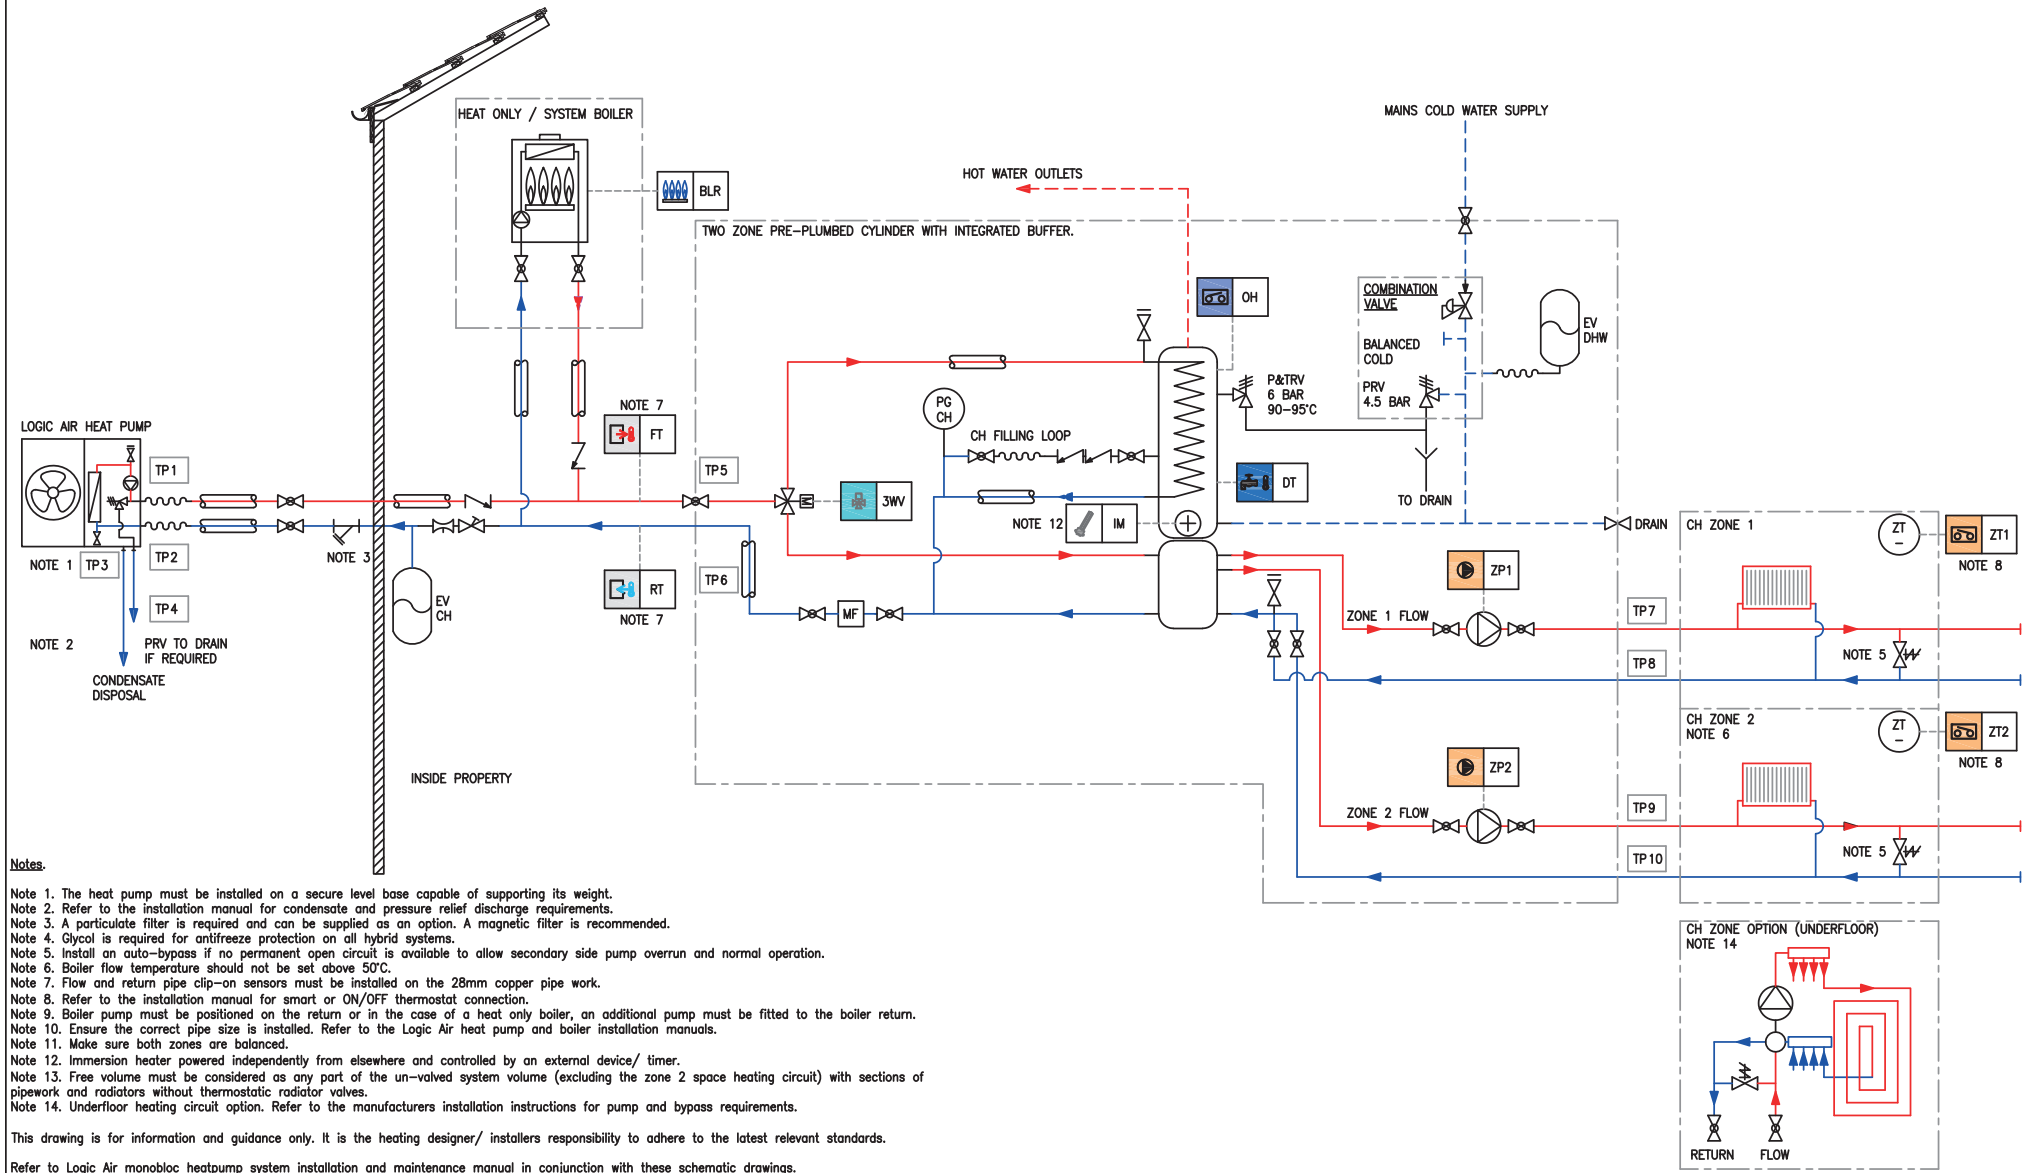 HEAT ONLY / SYSTEM BOILER
BLR
MAINS COLD WATER SUPPLY
HOT WATER OUTLETS
TWO ZONE PRE-PLUMBED CYLINDER WITH INTEGRATED BUFFER.
OH
COMBINATION
VALVE
BALANCED
COLD
PRV
4.5 BAR
EV
DHW
P&TRV
6 BAR
90-95°C
PG
CH
CH FILLING LOOP
NOTE 7
FT
LOGIC AIR HEAT PUMP
TP1
TP5
M
3WV
DT
TO DRAIN
NOTE 12
IM
DRAIN
CH ZONE 1
ZT
-
ZT1
NOTE 8
NOTE 1
TP3
TP2
NOTE 3
TP4
EV
CH
RT
NOTE 7
TP6
MF
ZP1
ZONE 1 FLOW
TP7
TP8
NOTE 5
NOTE 2
PRV TO DRAIN
IF REQUIRED
CONDENSATE
DISPOSAL
CH ZONE 2
NOTE 6
ZT
-
ZT2
NOTE 8
INSIDE PROPERTY
ZP2
ZONE 2 FLOW
TP9
TP10
NOTE 5
Notes.
Note 1. The heat pump must be installed on a secure level base capable of supporting its weight.
Note 2. Refer to the installation manual for condensate and pressure relief discharge requirements.
Note 3. A particulate filter is required and can be supplied as an option. A magnetic filter is recommended.
Note 4. Glycol is required for antifreeze protection on all hybrid systems.
Note 5. Install an auto-bypass if no permanent open circuit is available to allow secondary side pump overrun and normal operation.
Note 6. Boiler flow temperature should not be set above 50°C.
Note 7. Flow and return pipe clip-on sensors must be installed on the 28mm copper pipe work.
Note 8. Refer to the installation manual for smart or ON/OFF thermostat connection.
Note 9. Boiler pump must be positioned on the return or in the case of a heat only boiler, an additional pump must be fitted to the boiler return.
Note 10. Ensure the correct pipe size is installed. Refer to the Logic Air heat pump and boiler installation manuals.
Note 11. Make sure both zones are balanced.
Note 12. Immersion heater powered independently from elsewhere and controlled by an external device/ timer.
Note 13. Free volume must be considered as any part of the un-valved system volume (excluding the zone 2 space heating circuit) with sections of
pipework and radiators without thermostatic radiator valves.
Note 14. Underfloor heating circuit option. Refer to the manufacturers installation instructions for pump and bypass requirements.
This drawing is for information and guidance only. It is the heating designer/ installers responsibility to adhere to the latest relevant standards.
Refer to Logic Air monobloc heatpump system installation and maintenance manual in conjunction with these schematic drawings.
CH ZONE OPTION (UNDERFLOOR)
NOTE 14
RETURN
FLOW